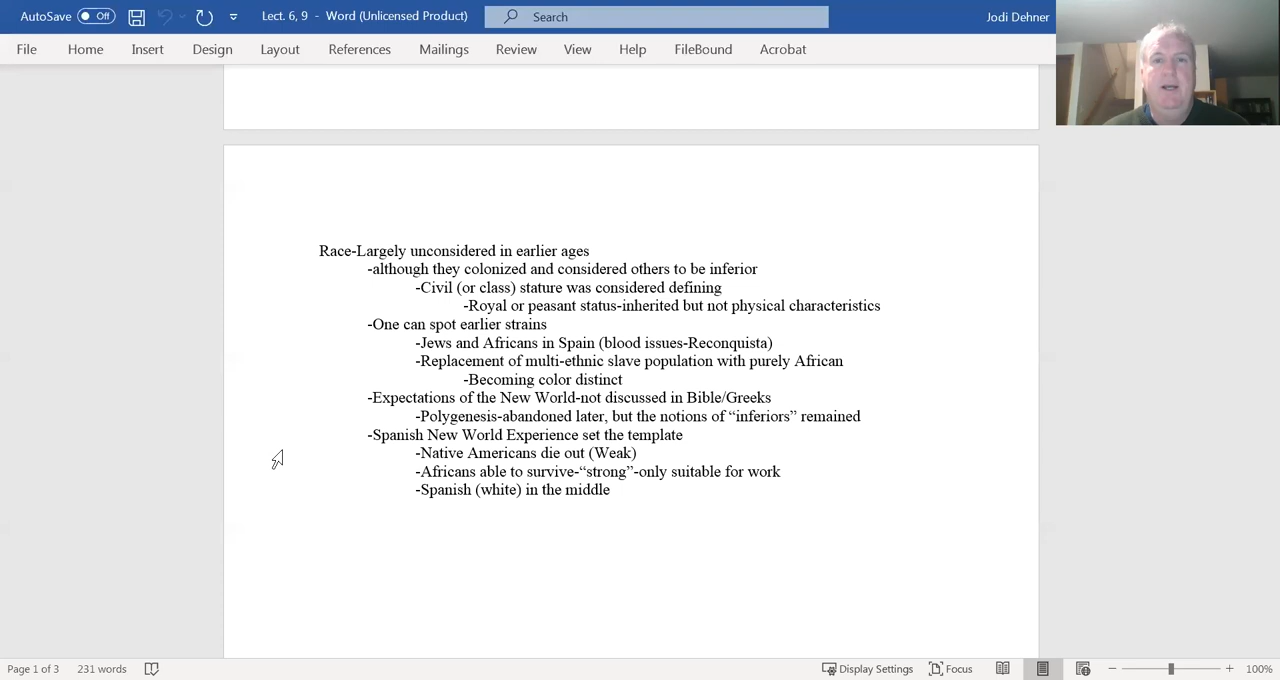 AutoSave Off Lect. 6, 9 - Word (Unlicensed Product) Search Jodi Dehner
File Home Insert Design Layout References Mailings Review View Help FileBound Acrobat
Race-Largely unconsidered in earlier ages
-although they colonized and considered others to be inferior
-Civil (or class) stature was considered defining
-Royal or peasant status-inherited but not physical characteristics
-One can spot earlier strains
-Jews and Africans in Spain (blood issues-Reconquista)
-Replacement of multi-ethnic slave population with purely African
-Becoming color distinct
-Expectations of the New World-not discussed in Bible/Greeks
-Polygenesis-abandoned later, but the notions of “inferiors” remained
-Spanish New World Experience set the template
-Native Americans die out (Weak)
-Africans able to survive-“strong”-only suitable for work
-Spanish (white) in the middle
Page 1 of 3 231 words Display Settings Focus 100%